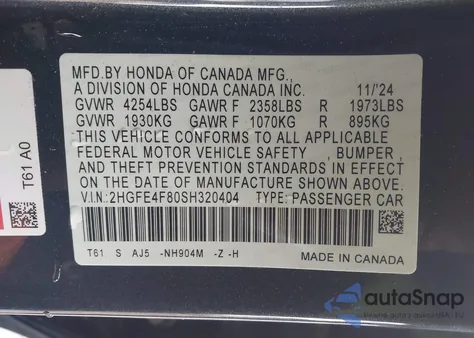 MFD.BY HONDA OF CANADA MFG.,
A DIVISION OF HONDA CANADA INC. 11/'24
GVWR 4254LBS GAWR F 2358LBS R 1973LBS
GVWR 1930KG GAWR F 1070KG R 895KG
THIS VEHICLE CONFORMS TO ALL APPLICABLE
FEDERAL MOTOR VEHICLE SAFETY , BUMPER ,
AND THEFT PREVENTION STANDARDS IN EFFECT
ON THE DATE OF MANUFACTURE SHOWN ABOVE.
V.I.N:2HGFE4F80SH320404 TYPE:PASSENGER CAR
T61 S AJ5 -NH904M -Z -H
MADE IN CANADA
T61 A0
autoSnap